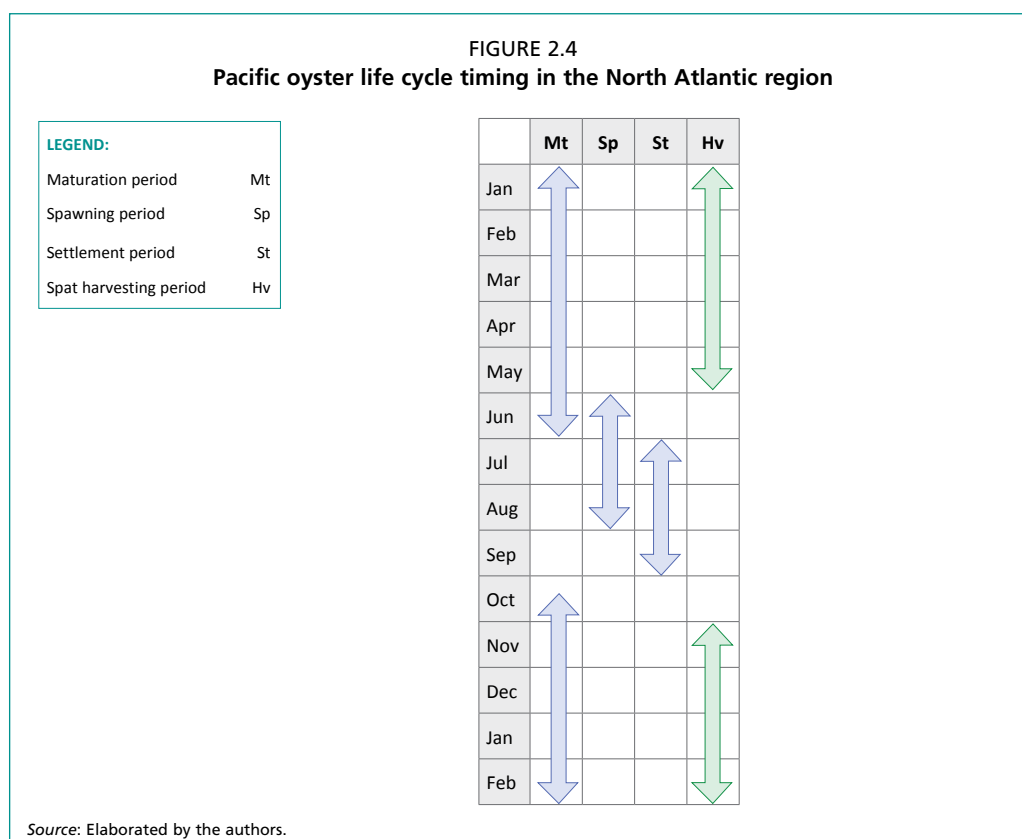 FIGURE 2.4
Pacific oyster life cycle timing in the North Atlantic region
LEGEND:
Maturation period Mt
Spawning period Sp
Settlement period St
Spat harvesting period Hv
Mt Sp St Hv
Jan
Feb
Mar
Apr
May
Jun
Jul
Aug
Sep
Oct
Nov
Dec
Jan
Feb
Source: Elaborated by the authors.